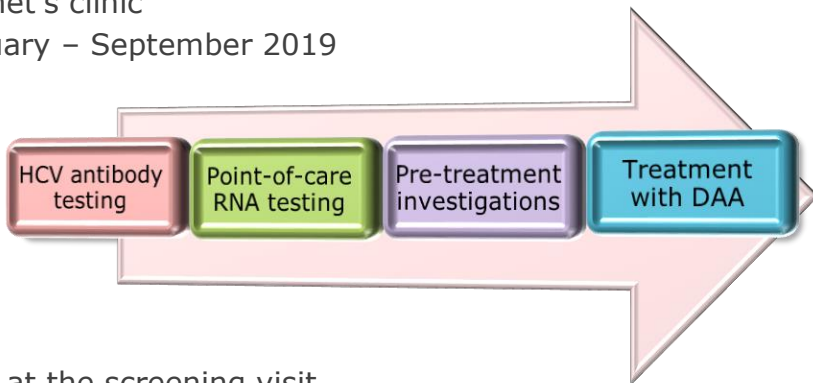 clinic
– September 2019
HCV antibody
testing
Point-of-care
RNA testing
Pre-treatment
investigations
Treatment
with DAA
at the screening visit